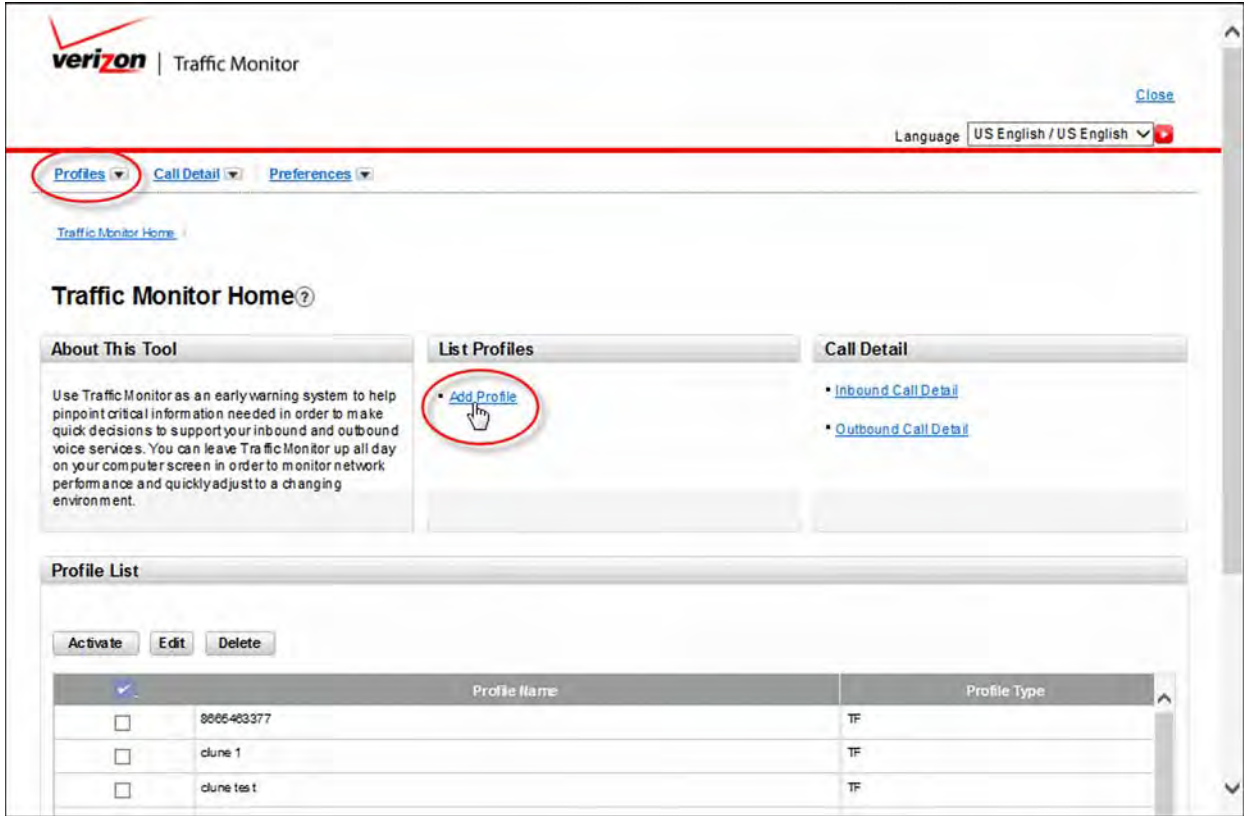 verizon | Traffic Monitor
Close
Language US English / US English
Profiles Call Detail Preferences
Traffic Monitor Home
Traffic Monitor Home ?
About This Tool
Use Traffic Monitor as an early warning system to help
pinpoint critical information needed in order to make
quick decisions to support your inbound and outbound
voice services. You can leave Traffic Monitor up all day
on your computer screen in order to monitor network
performance and quickly adjust to a changing
environment.
List Profiles
• Add Profile
Call Detail
• Inbound Call Detail
• Outbound Call Detail
Profile List
Activate Edit Delete
Profile Name Profile Type
8665463377 TF
clune 1 TF
clune test TF